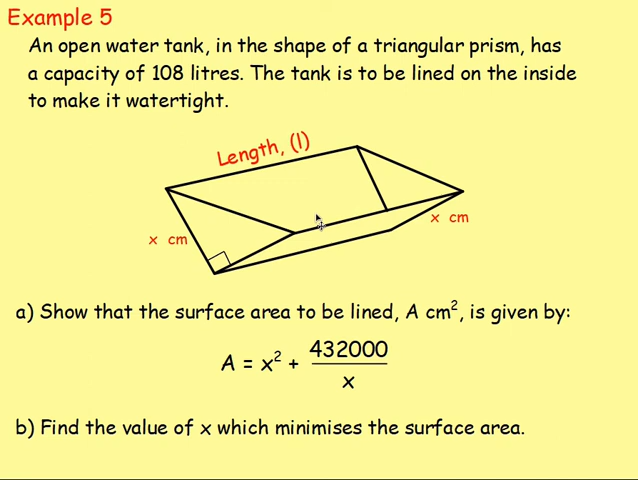 Example 5
An open water tank, in the shape of a triangular prism, has
a capacity of 108 litres. The tank is to be lined on the inside
to make it watertight.
Length, (l)
x cm
x cm
a) Show that the surface area to be lined, A cm², is given by:
A = x² + 432000
x
b) Find the value of x which minimises the surface area.